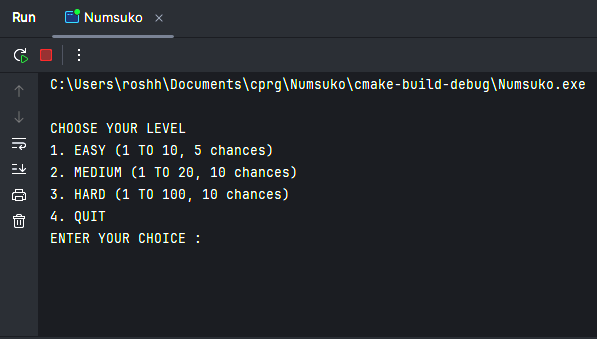 Run Numsuko
C:\Users\roshh\Documents\cprg\Numsuko\cmake-build-debug\Numsuko.exe
CHOOSE YOUR LEVEL
1. EASY (1 TO 10, 5 chances)
2. MEDIUM (1 TO 20, 10 chances)
3. HARD (1 TO 100, 10 chances)
4. QUIT
ENTER YOUR CHOICE :